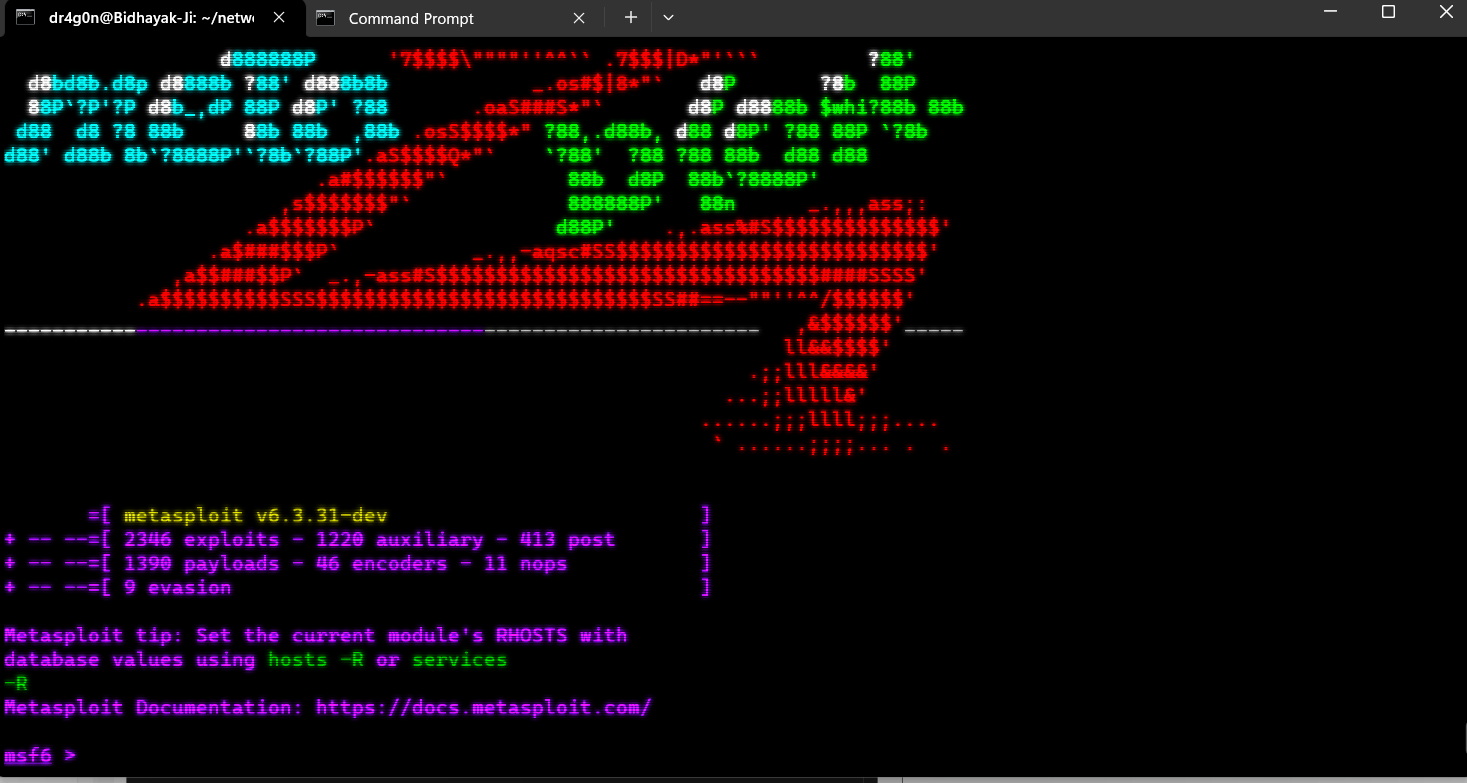 dr4g0n@Bidhayak-Ji: ~/netw
Command Prompt
=[ metasploit v6.3.31-dev ]
+ -- --=[ 2346 exploits - 1220 auxiliary - 413 post ]
+ -- --=[ 1390 payloads - 46 encoders - 11 nops ]
+ -- --=[ 9 evasion ]
Metasploit tip: Set the current module's RHOSTS with
database values using hosts -R or services
-R
Metasploit Documentation: https://docs.metasploit.com/
msf6 >